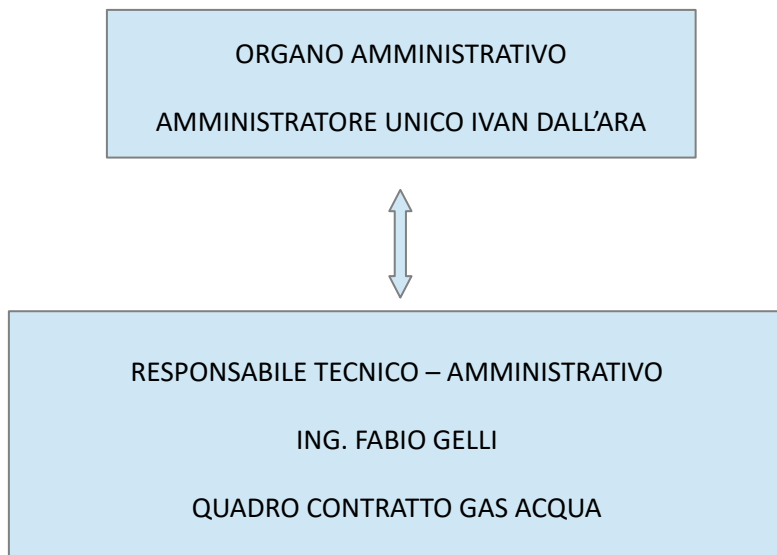 ORGANO AMMINISTRATIVO
AMMINISTRATORE UNICO IVAN DALL’ARA
RESPONSABILE TECNICO – AMMINISTRATIVO
ING. FABIO GELLI
QUADRO CONTRATTO GAS ACQUA